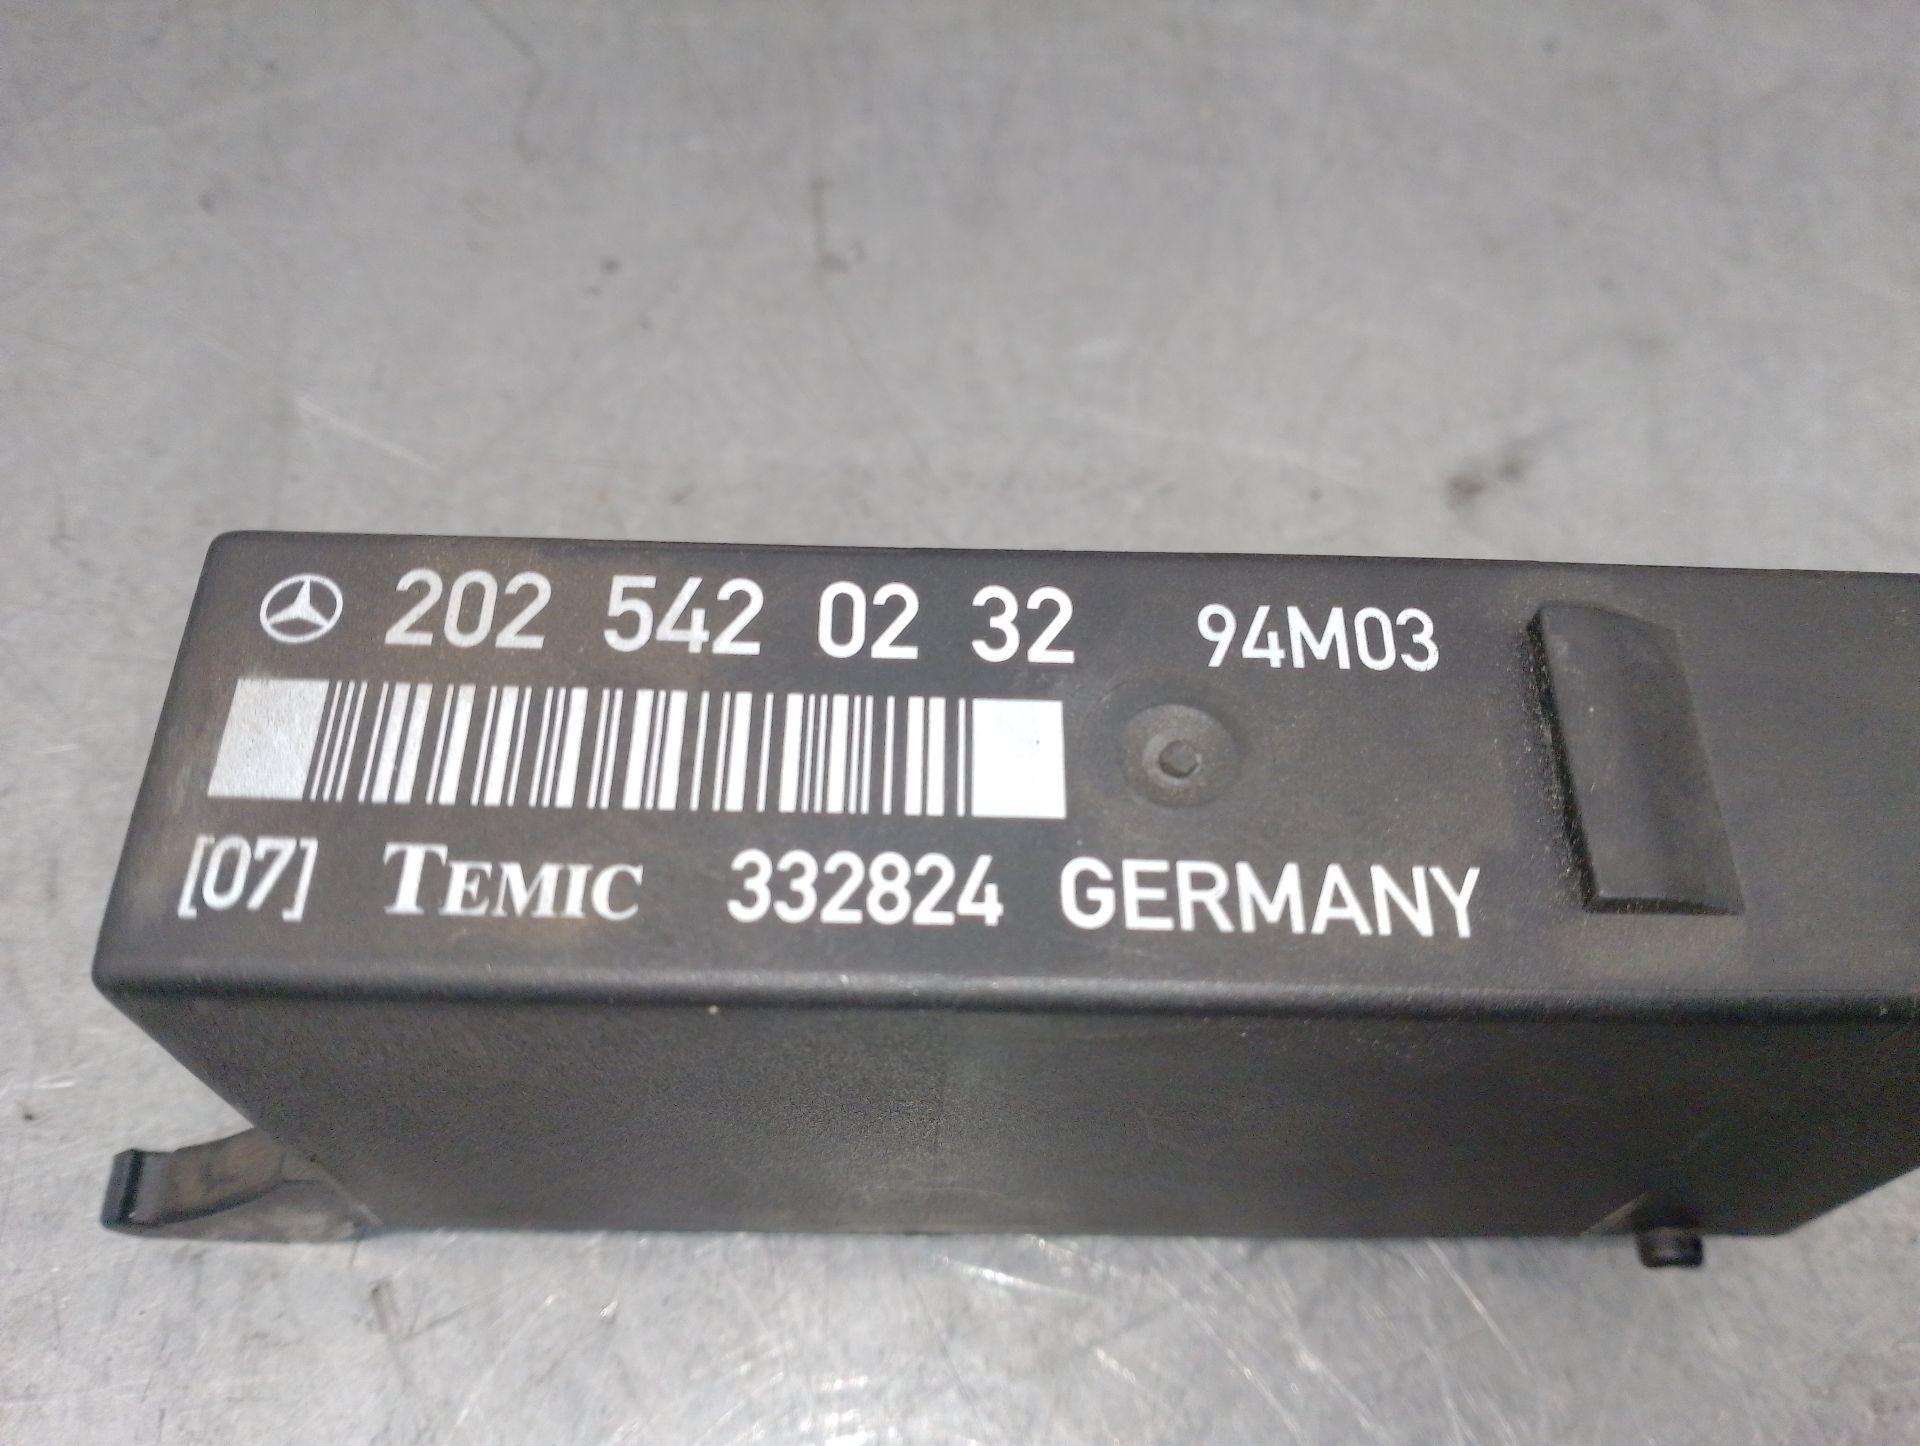 202 542 02 32 94M03
[07] TEMIC 332824 GERMANY